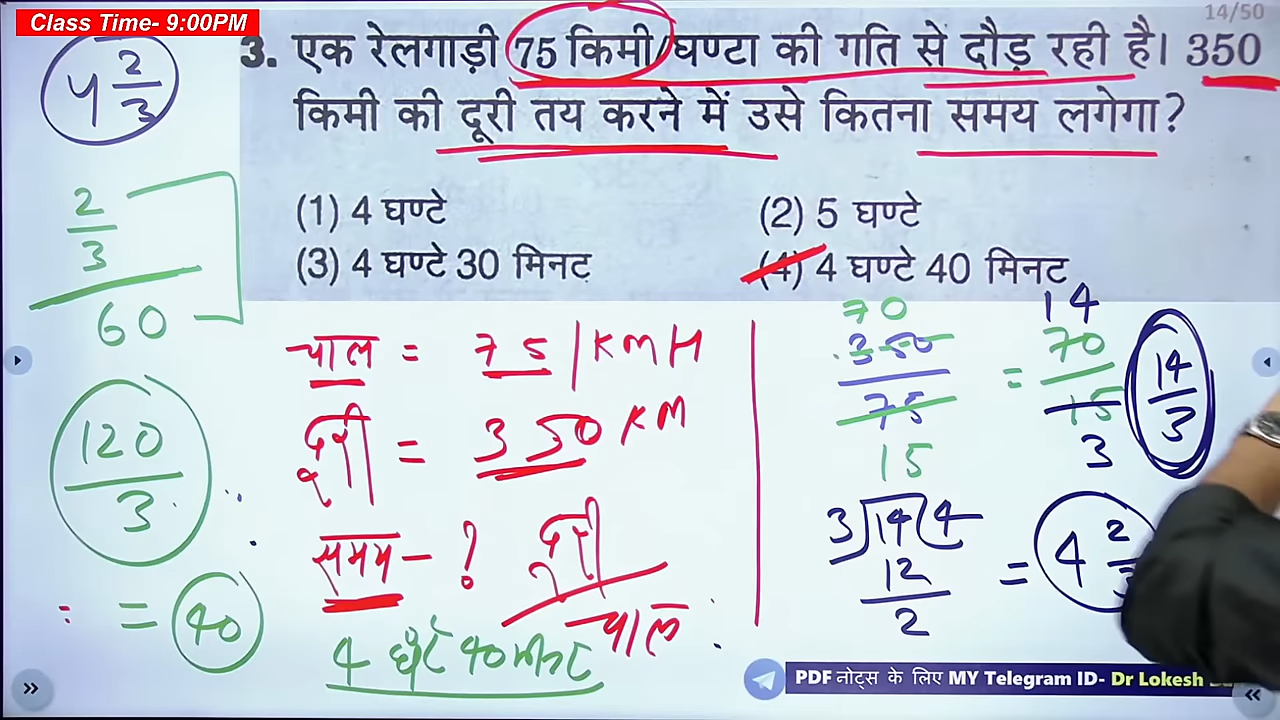 Class Time- 9:00PM
14/50
3. एक रेलगाड़ी 75 किमी/घण्टा की गति से दौड़ रही है। 350
किमी की दूरी तय करने में उसे कितना समय लगेगा?
(1) 4 घण्टे
(2) 5 घण्टे
(3) 4 घण्टे 30 मिनट
(4) 4 घण्टे 40 मिनट
4 2/3
2/3
60
120/3
= 40
चाल = 75 | KMH
दूरी = 350 KM
समय - ? दूरी/चाल
4 घंटे 40 मिनट
70
350/75
15
=
14
70/15
3
14/3
3 14 4
12
2
= 4 2
PDF नोट्स के लिए MY Telegram ID- Dr Lokesh